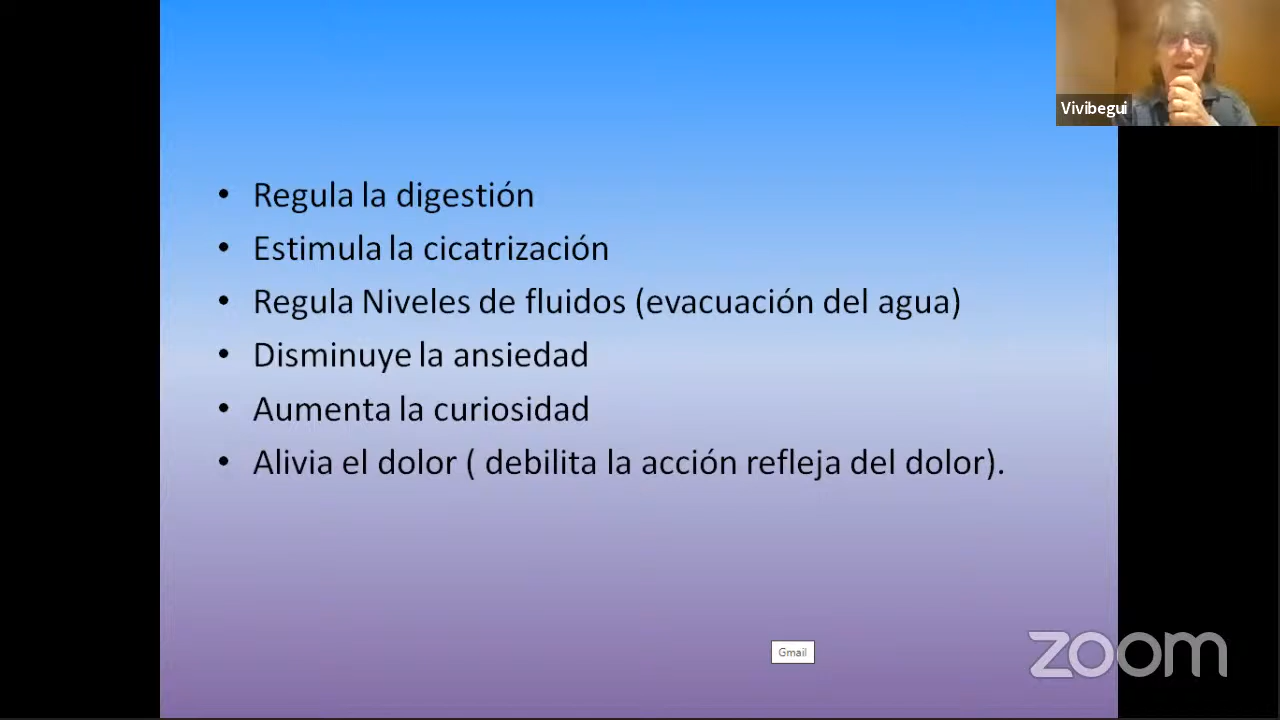 Vivibegui
• Regula la digestión
• Estimula la cicatrización
• Regula Niveles de fluidos (evacuación del agua)
• Disminuye la ansiedad
• Aumenta la curiosidad
• Alivia el dolor ( debilita la acción refleja del dolor).
Gmail
zoom